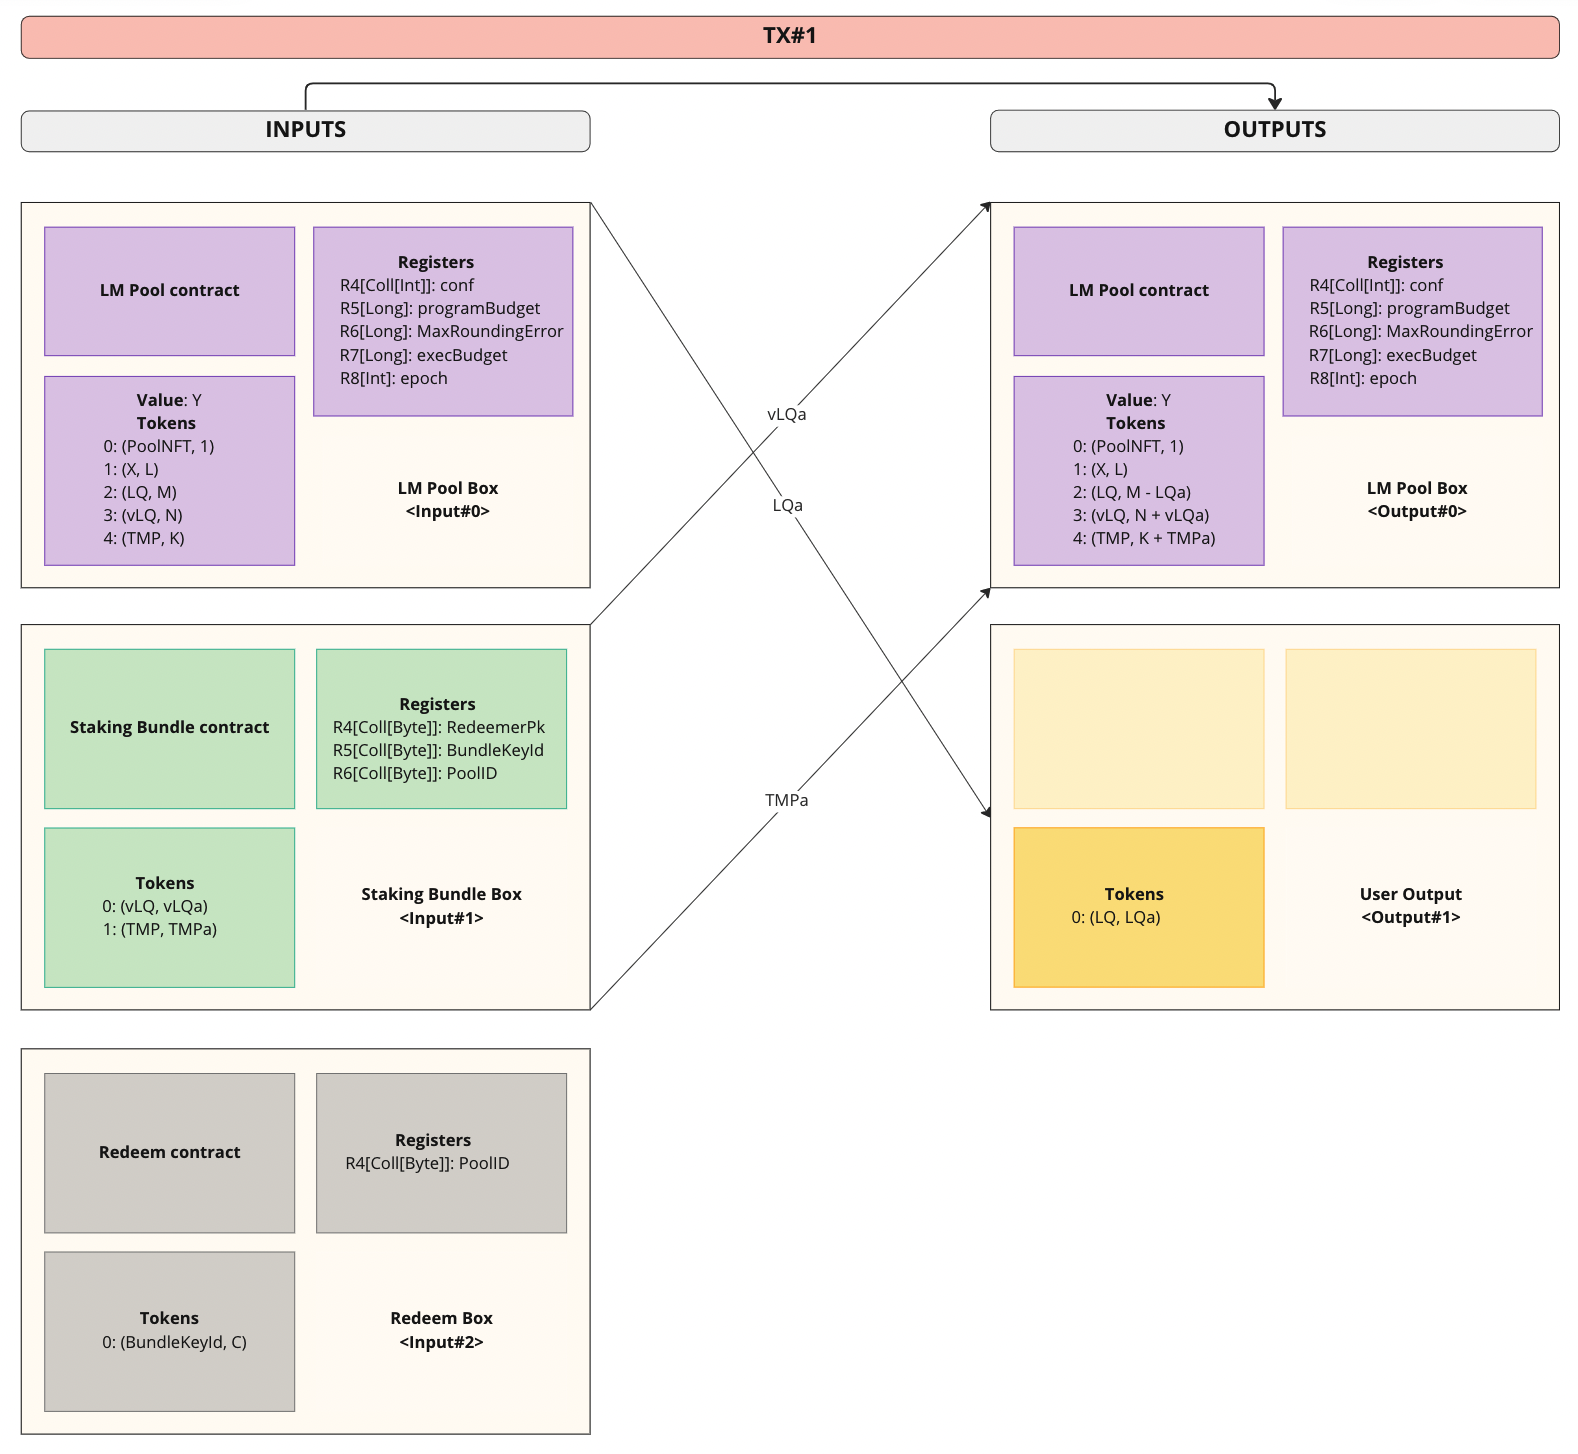 TX#1
INPUTS
OUTPUTS
LM Pool contract
Registers
R4[Coll[Int]]: conf
R5[Long]: programBudget
R6[Long]: MaxRoundingError
R7[Long]: execBudget
R8[Int]: epoch
Value: Y
Tokens
0: (PoolNFT, 1)
1: (X, L)
2: (LQ, M)
3: (vLQ, N)
4: (TMP, K)
LM Pool Box
<Input#0>
vLQa
LQa
TMPa
LM Pool contract
Registers
R4[Coll[Int]]: conf
R5[Long]: programBudget
R6[Long]: MaxRoundingError
R7[Long]: execBudget
R8[Int]: epoch
Value: Y
Tokens
0: (PoolNFT, 1)
1: (X, L)
2: (LQ, M - LQa)
3: (vLQ, N + vLQa)
4: (TMP, K + TMPa)
LM Pool Box
<Output#0>
Staking Bundle contract
Registers
R4[Coll[Byte]]: RedeemerPk
R5[Coll[Byte]]: BundleKeyId
R6[Coll[Byte]]: PoolID
Tokens
0: (vLQ, vLQa)
1: (TMP, TMPa)
Staking Bundle Box
<Input#1>
Tokens
0: (LQ, LQa)
User Output
<Output#1>
Redeem contract
Registers
R4[Coll[Byte]]: PoolID
Tokens
0: (BundleKeyId, C)
Redeem Box
<Input#2>